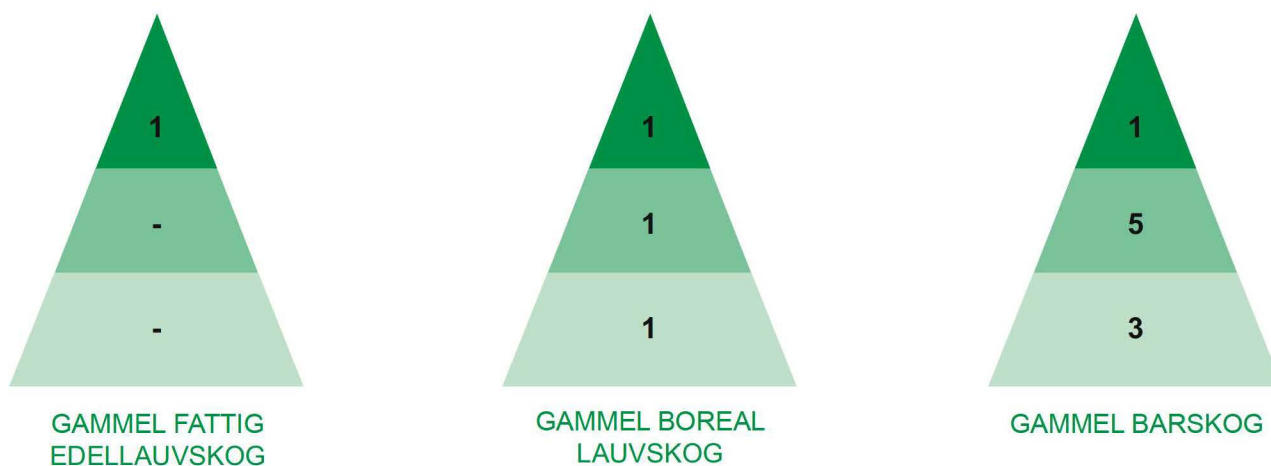 1
1
1
-
1
5
-
1
3
GAMMEL FATTIG
EDELLAUVSKOG
GAMMEL BOREAL
LAUVSKOG
GAMMEL BARSKOG